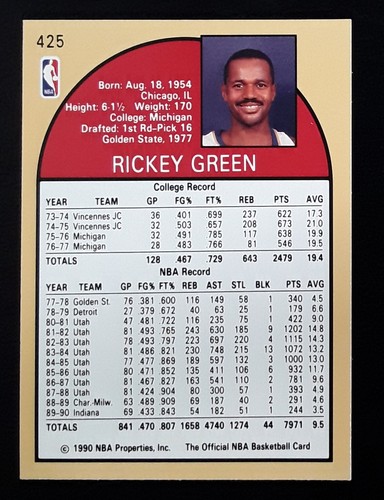 425
NBA
Born: Aug. 18, 1954
Chicago, IL
Height: 6-1½ Weight: 170
College: Michigan
Drafted: 1st Rd-Pick 16
Golden State, 1977
RICKEY GREEN
College Record
YEAR TEAM GP FG% FT% REB PTS AVG
73-74 Vincennes JC 36 401 699 237 622 17.3
74-75 Vincennes JC 32 503 657 208 673 21.0
75-76 Michigan 32 491 785 117 638 19.9
76-77 Michigan 28 483 .766 81 546 19.5
TOTALS 128 .467 .729 643 2479 19.4
NBA Record
YEAR TEAM GP FG% FG% REB AST STL BLK PTS AVG
77-78 Golden St. 76 .381 .600 116 149 58 1 340 4.5
78-79 Detroit 27 .379 .672 40 63 25 1 179 6.6
80-81 Utah 47 .481 .722 116 235 75 1 422 9.0
81-82 Utah 81 .493 .765 243 630 185 9 1202 14.8
82-83 Utah 78 .493 .797 223 697 220 4 1115 14.3
83-84 Utah 81 .486 .821 230 748 215 13 1072 13.2
84-85 Utah 77 .477 .869 189 597 132 3 1000 13.0
85-86 Utah 80 .471 .852 135 411 106 6 932 11.7
86-87 Utah 81 .467 .827 163 541 110 2 781 9.6
87-88 Utah 81 .424 .904 80 300 57 1 393 4.9
88-89 Char.-Milw 63 .489 .909 69 187 40 2 291 4.6
89-90 Indiana 69 .433 .843 54 182 51 1 244 3.5
TOTALS 841 .470 .807 1658 4740 1274 44 7971 9.5
© 1990 NBA Properties, Inc. The Official NBA Basketball Card